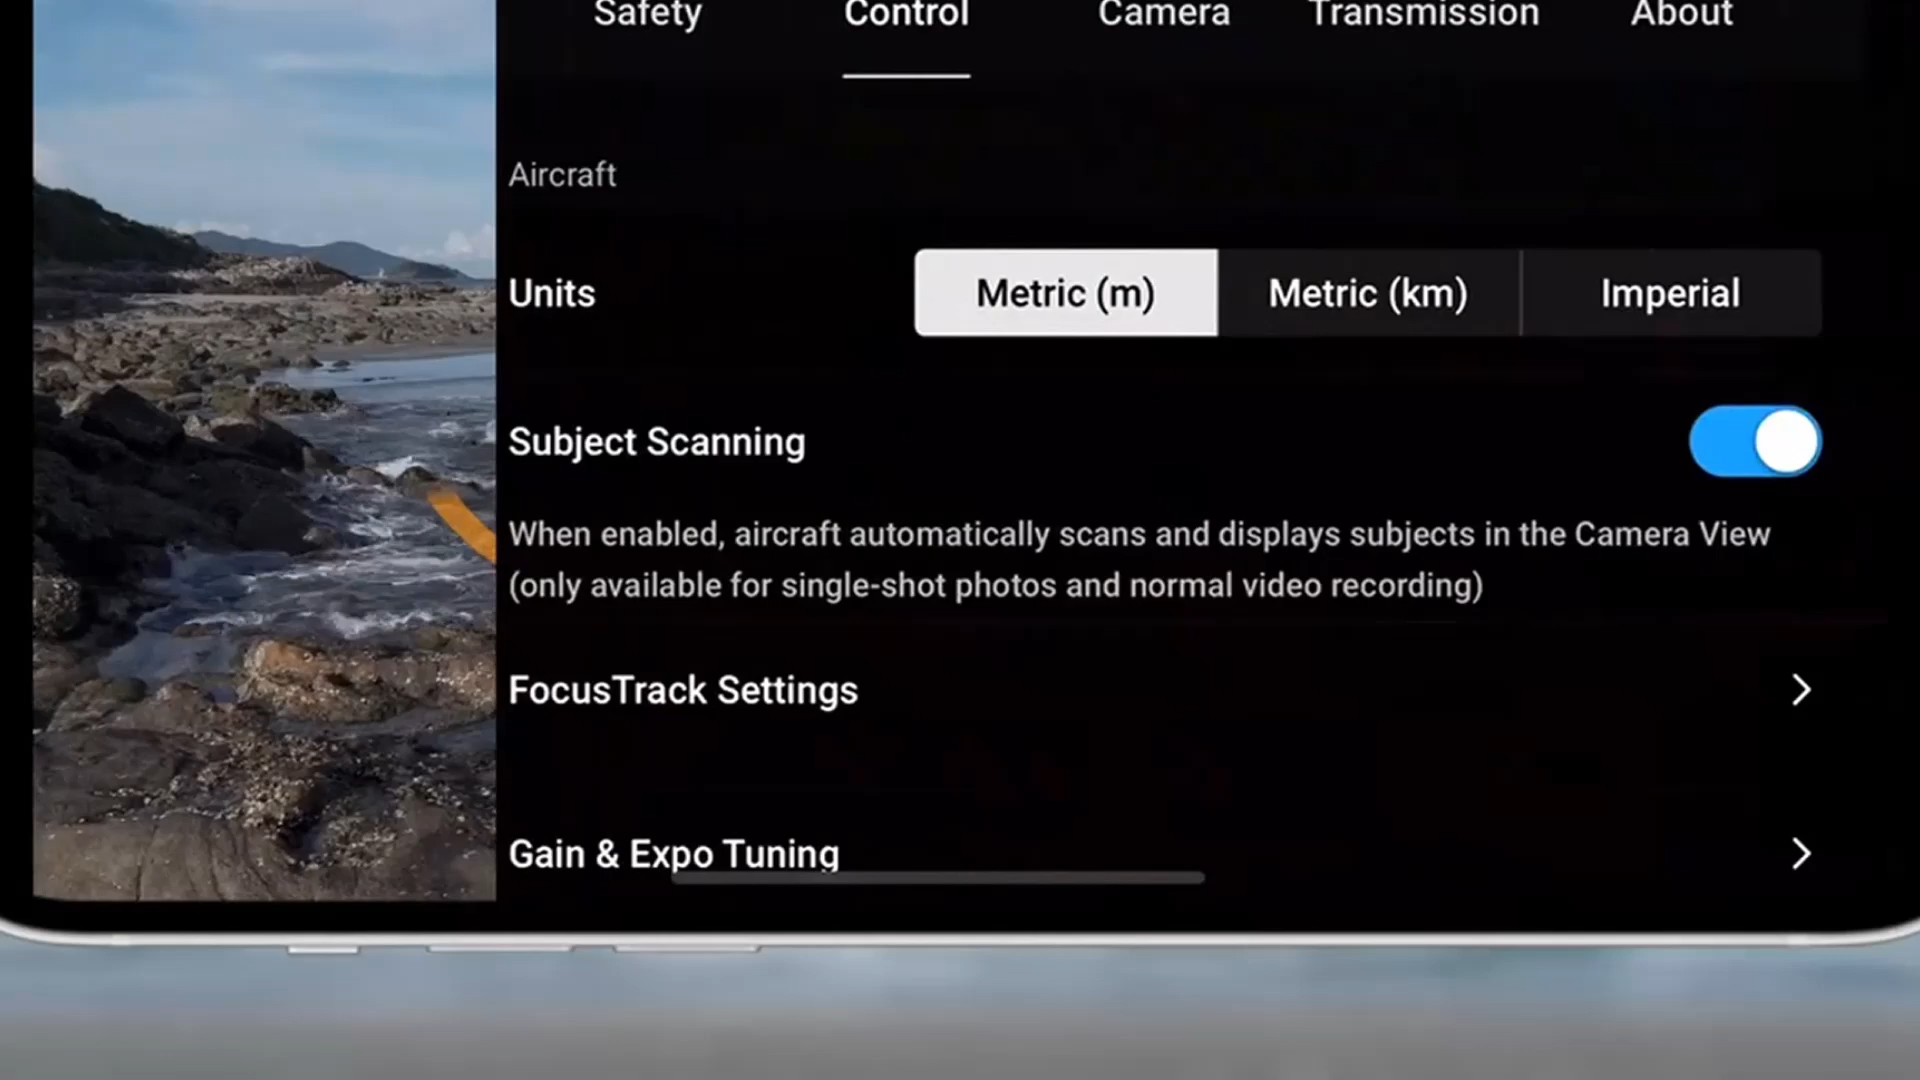 Safety Control Camera Transmission About
Aircraft
Units Metric (m) Metric (km) Imperial
Subject Scanning
When enabled, aircraft automatically scans and displays subjects in the Camera View
(only available for single-shot photos and normal video recording)
FocusTrack Settings
Gain & Expo Tuning